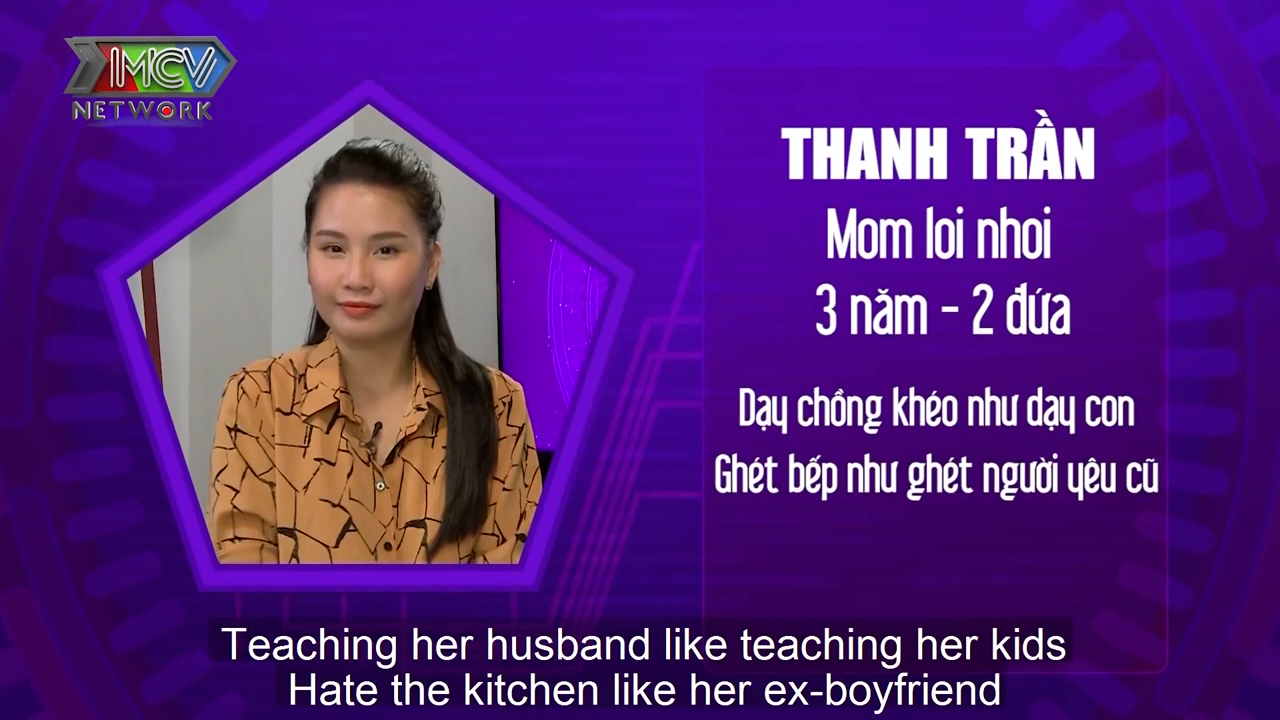 MCV
NETWORK
THANH TRẦN
Mom loi nhoi
3 năm - 2 đứa
Dạy chồng khéo như dạy con
Ghét bếp như ghét người yêu cũ
Teaching her husband like teaching her kids
Hate the kitchen like her ex-boyfriend